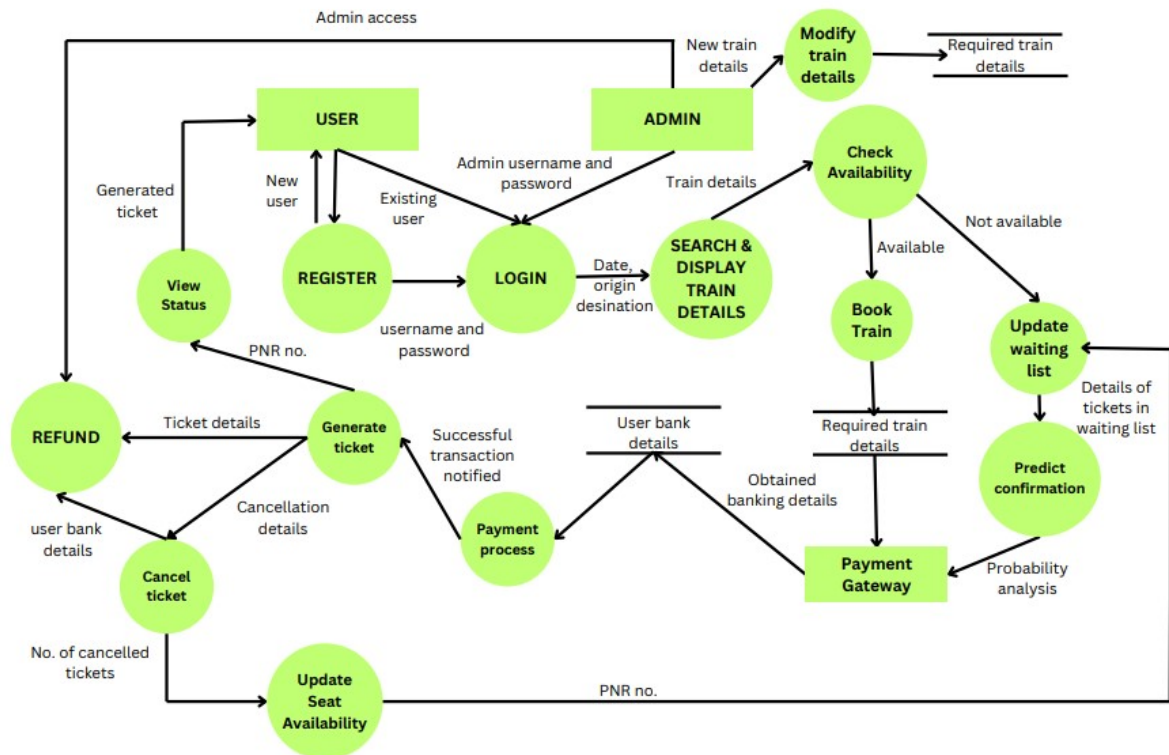 Admin access
New train
details
Modify
train
details
Required train
details
USER
ADMIN
Check
Availability
Generated
ticket
New
user
Existing
user
Admin username and
password
Train details
Not available
Available
View
Status
REGISTER
LOGIN
Date,
origin
desination
SEARCH &
DISPLAY
TRAIN
DETAILS
Book
Train
Update
waiting
list
username and
password
PNR no.
REFUND
Ticket details
Generate
ticket
Successful
transaction
notified
User bank
details
Required train
details
Details of
tickets in
waiting list
Predict
confirmation
Obtained
banking details
user bank
details
Cancellation
details
Payment
process
Payment
Gateway
Probability
analysis
Cancel
ticket
No. of cancelled
tickets
Update
Seat
Availability
PNR no.